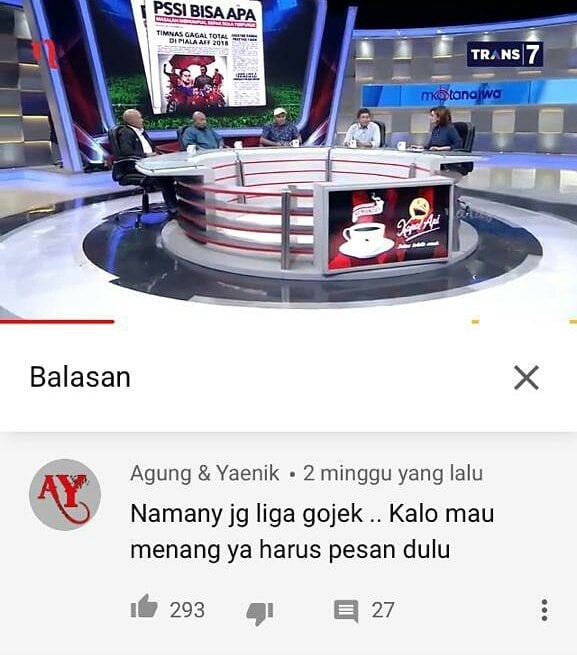 PSSI BISA APA
TIMNAS GAGAL TOTAL
DI PIALA AFF 2018
TRANS|7
matanajwa
Kapal Api
Balasan
Agung & Yaenik • 2 minggu yang lalu
Namany jg liga gojek .. Kalo mau
menang ya harus pesan dulu
293
27